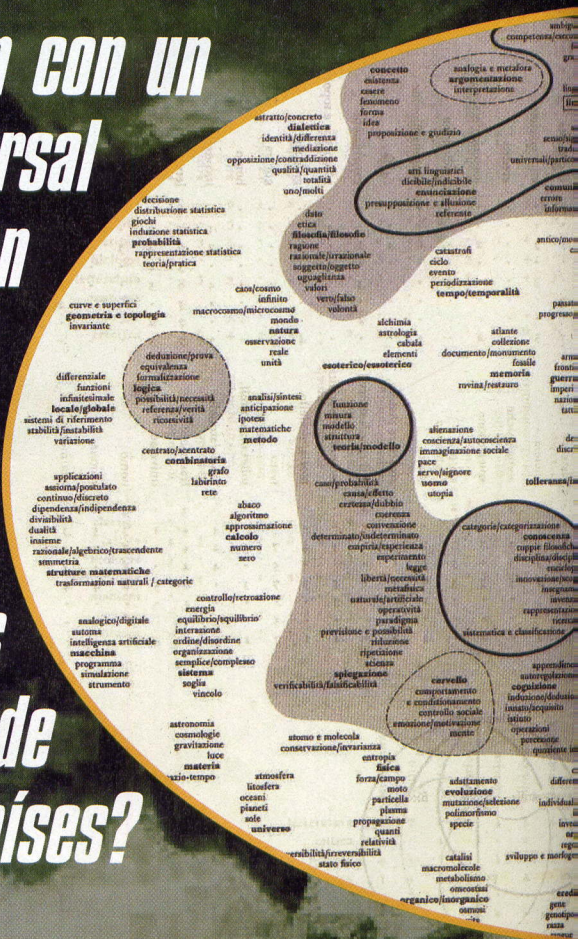 con un
rsal
de
íses?
concetto
esistenza
essere
fenomeno
forma
idea
proposizione e giudizio
analogia e metafora
argomentazione
interpretazione
astratto/concreto
dialettica
identità/differenza
mediazione
opposizione/contraddizione
qualità/quantità
totalità
uno/molti
atti linguistici
dicibile/indicibile
enunciazione
presupposizione e allusione
referente
decisione
distribuzione statistica
giochi
induzione statistica
probabilità
rappresentazione statistica
teoria/pratica
dato
etica
filosofia/filosofie
ragione
razionale/irrazionale
soggetto/oggetto
uguaglianza
valori
vero/falso
volontà
catastrofi
ciclo
evento
periodizzazione
tempo/temporalità
caos/cosmo
infinito
macrocosmo/microcosmo
mondo
natura
osservazione
reale
unità
curve e superfici
geometria e topologia
invariante
alchimia
astrologia
cabala
elementi
esoterico/essoterico
atlante
collezione
documento/monumento
fossile
memoria
rovina/restauro
deduzione/prova
equivalenza
formalizzazione
logica
possibilità/necessità
referenza/verità
ricorsività
differenziale
funzioni
infinitesimale
locale/globale
sistemi di riferimento
stabilità/instabilità
variazione
analisi/sintesi
anticipazione
ipotesi
matematiche
metodo
funzione
misura
modello
struttura
teoria/modello
alienazione
coscienza/autocoscienza
immaginazione sociale
pace
servo/signore
uomo
utopia
centrato/acentrato
combinatoria
grafo
labirinto
rete
applicazioni
assioma/postulato
continuo/discreto
dipendenza/indipendenza
divisibilità
dualità
insieme
razionale/algebrico/trascendente
simmetria
strutture matematiche
trasformazioni naturali / categorie
abaco
algoritmo
approssimazione
calcolo
numero
zero
caso/probabilità
causa/effetto
certezza/dubbio
coerenza
convenzione
determinato/indeterminato
empiria/esperienza
esperimento
legge
libertà/necessità
metafisica
naturale/artificiale
operatività
paradigma
previsione e possibilità
riduzione
ripetizione
scienza
spiegazione
verificabilità/falsificabilità
categorie/categorizzazione
conoscenza
coppie filosofiche
sistematica e classificazione
controllo/retroazione
energia
equilibrio/squilibrio
interazione
ordine/disordine
organizzazione
semplice/complesso
sistema
soglia
vincolo
analogico/digitale
automa
intelligenza artificiale
macchina
programma
simulazione
strumento
cervello
comportamento
e condizionamento
controllo sociale
emozione/motivazione
mente
cognizione
innato/acquisito
istinto
operazioni
percezione
astronomia
cosmologie
gravitazione
luce
materia
azio-tempo
atomo e molecola
conservazione/invarianza
entropia
fisica
forza/campo
moto
particella
plasma
propagazione
quanti
relatività
ersibilità/irreversibilità
stato fisico
atmosfera
litosfera
oceani
pianeti
sole
universo
adattamento
evoluzione
mutazione/selezione
polimorfismo
specie
catalisi
macromolecole
metabolismo
omeostasi
organico/inorganico
osmosi
sviluppo e morfogen
gene